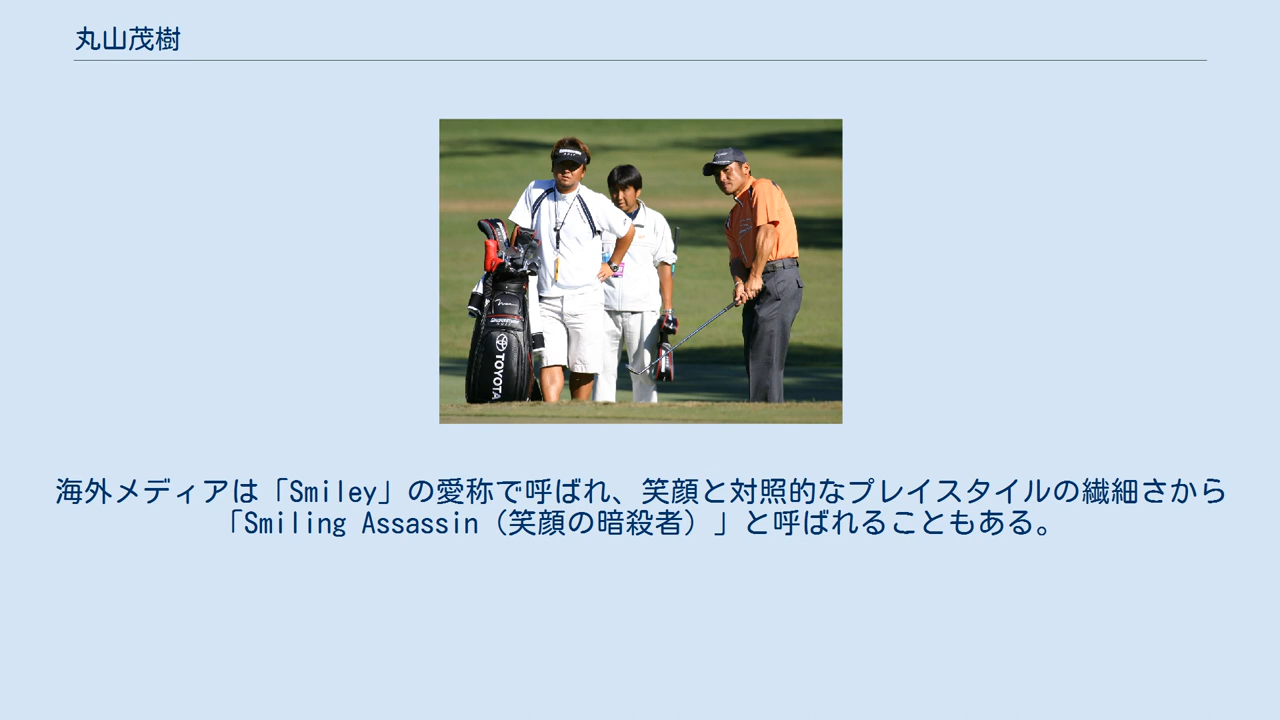 丸山茂樹
TOYOTA
海外メディアは「Smiley」の愛称で呼ばれ、笑顔と対照的なプレイスタイルの繊細さから
「Smiling Assassin（笑顔の暗殺者）」と呼ばれることもある。